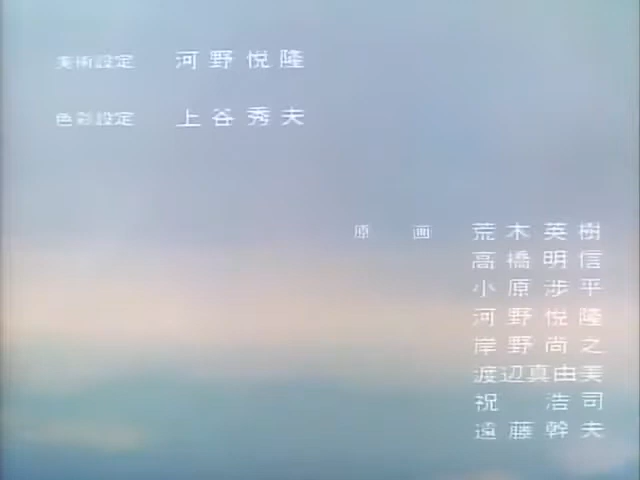 美術設定 河野悦隆
色彩設定 上谷秀夫
原画 荒木英樹
高橋明信
小原渉平
河野悦隆
岸野尚之
渡辺真由美
祝 浩司
遠藤幹夫